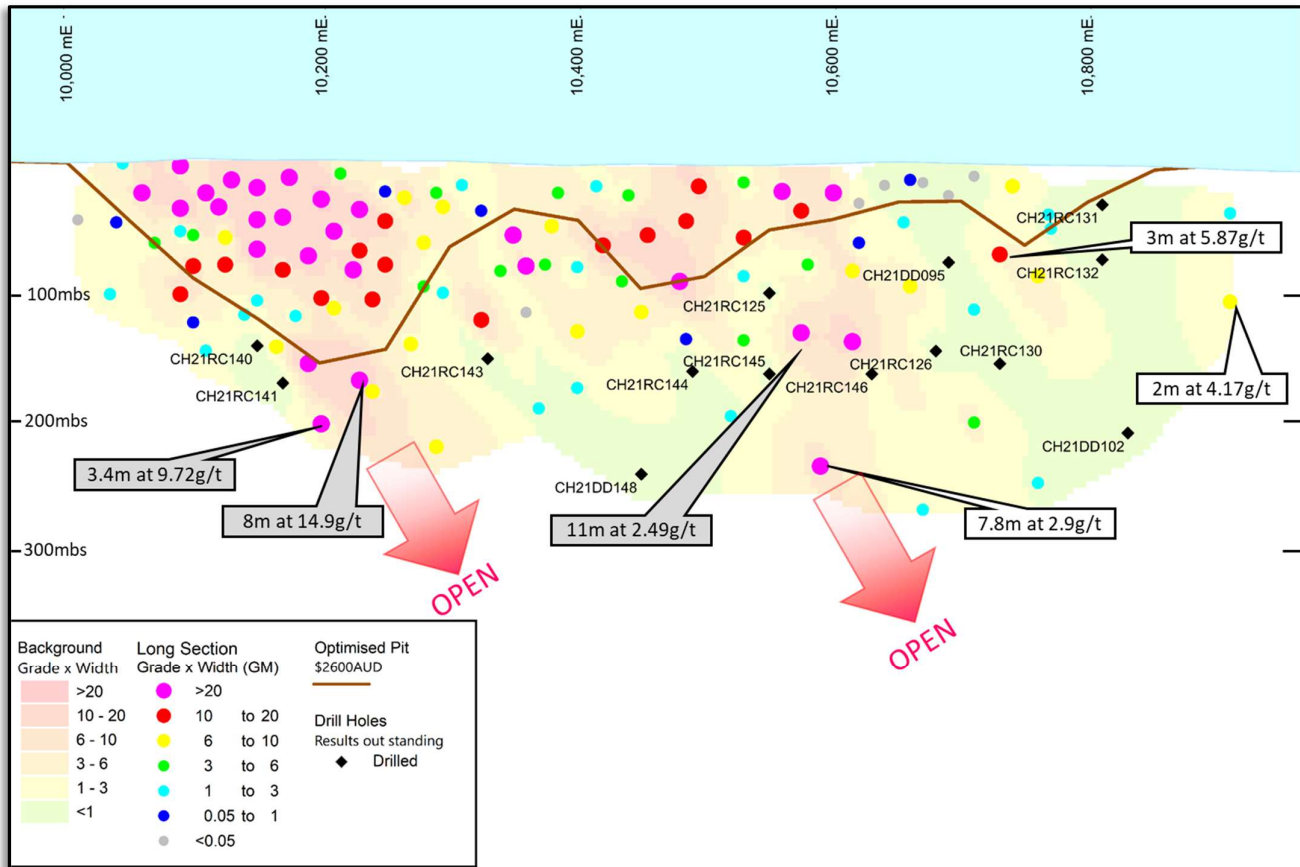 10,000 mE.
10,200 mE.
10,400 mE.
10,600 mE.
10,800 mE.
CH21RC131
3m at 5.87g/t
CH21DD095
CH21RC132
100mbs
CH21RC125
CH21RC140
CH21RC143
CH21RC145
CH21RC126
CH21RC130
CH21RC141
CH21RC144
CH21RC146
2m at 4.17g/t
200mbs
CH21DD102
3.4m at 9.72g/t
CH21DD148
8m at 14.9g/t
11m at 2.49g/t
7.8m at 2.9g/t
300mbs
OPEN
OPEN
Background
Grade x Width
>20
10 - 20
6 - 10
3 - 6
1 - 3
<1
Long Section
Grade x Width (GM)
>20
10 to 20
6 to 10
3 to 6
1 to 3
0.05 to 1
<0.05
Optimised Pit
$2600AUD
Drill Holes
Results out standing
Drilled